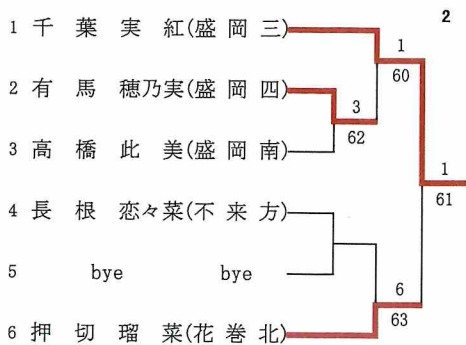 2
1 千葉実紅(盛岡三)
1
60
2 有馬穂乃実(盛岡四)
3
62
3 高橋此美(盛岡南)
1
61
4 長根恋々菜(不来方)
5 bye bye
6
63
6 押切瑠菜(花巻北)